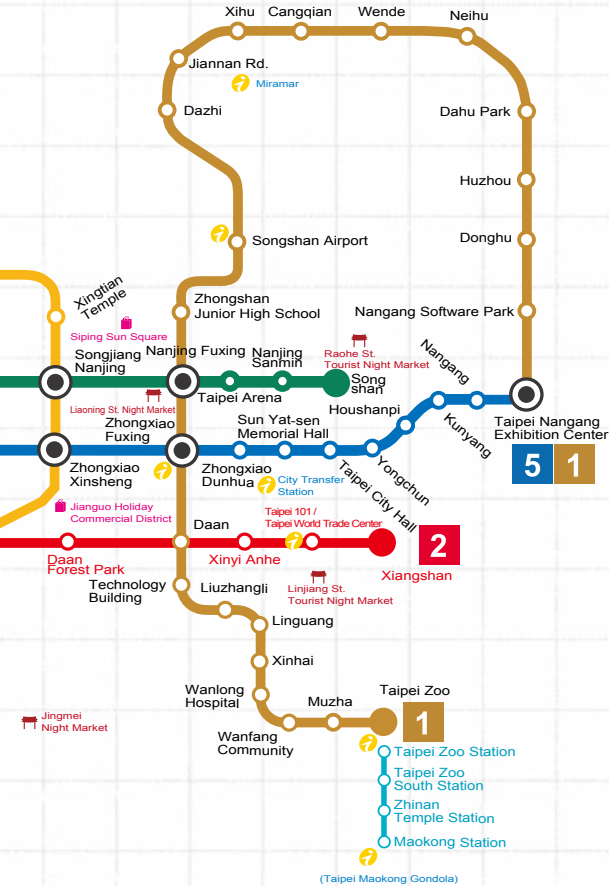 Xihu
Cangqian
Wende
Neihu
Jiannan Rd.
Miramar
Dazhi
Dahu Park
Huzhou
Songshan Airport
Donghu
Xingtian
Temple
Zhongshan
Junior High School
Nangang Software Park
Siping Sun Square
Songjiang
Nanjing
Nanjing Fuxing
Nanjing
Sanmin
Raohe St.
Tourist Night Market
Song
shan
Nangang
Taipei Arena
Liaoning St. Night Market
Houshanpi
Zhongxiao
Fuxing
Sun Yat-sen
Memorial Hall
Kunyang
Taipei Nangang
Exhibition Center
5
1
Zhongxiao
Xinsheng
Zhongxiao
Dunhua
City Transfer
Station
Taipei City Hall
Yongchun
Jianguo Holiday
Commercial District
Daan
Taipei 101 /
Taipei World Trade Center
2
Daan
Forest Park
Xinyi Anhe
Xiangshan
Technology
Building
Liuzhangli
Linjiang St.
Tourist Night Market
Linguang
Xinhai
Wanlong
Hospital
Muzha
Taipei Zoo
1
Jingmei
Night Market
Wanfang
Community
Taipei Zoo Station
Taipei Zoo
South Station
Zhinan
Temple Station
Maokong Station
(Taipei Maokong Gondola)